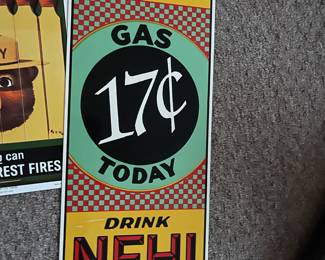 GAS
17¢
TODAY
DRINK
NEHI
Y
can
REST FIRES